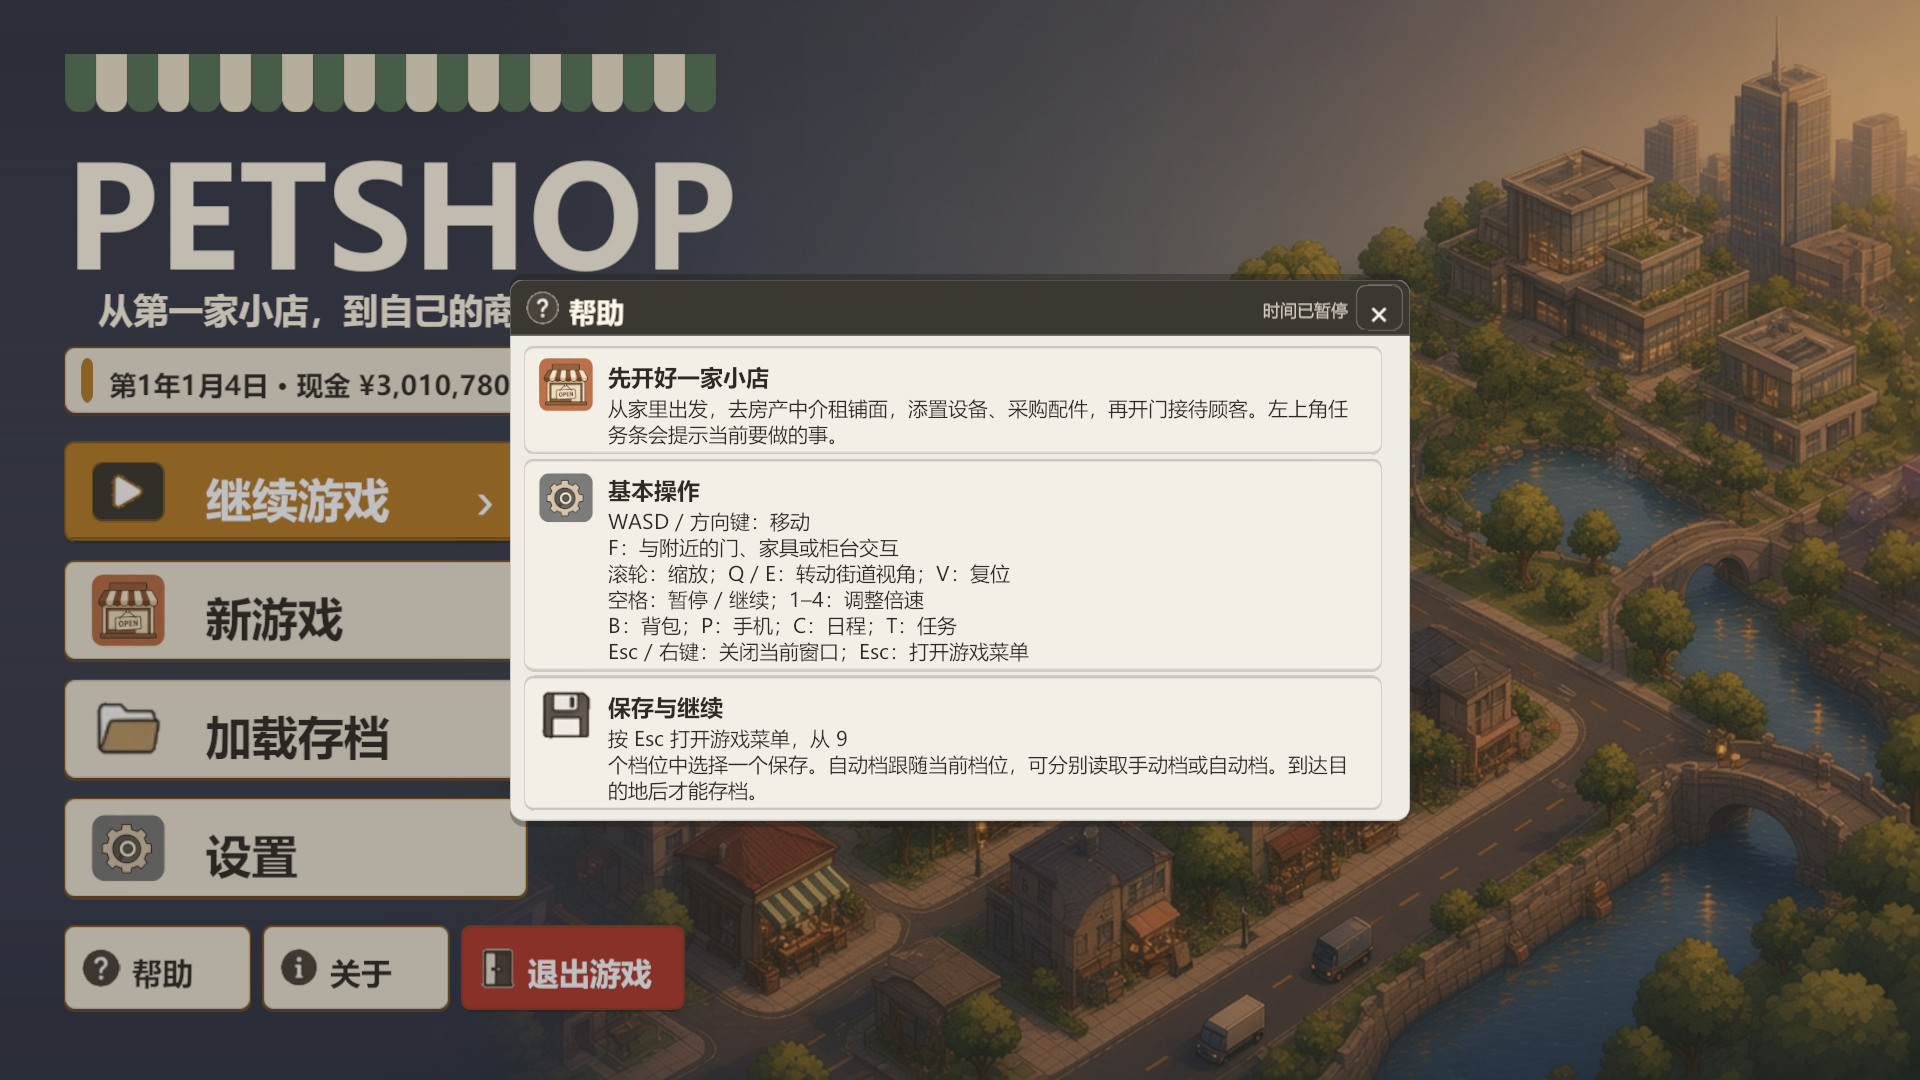 PETSHOP
从第一家小店，到自己的商
第1年1月4日·现金 ¥3,010,780
继续游戏
OPEN
新游戏
加载存档
设置
帮助
关于
退出游戏
帮助
时间已暂停
OPEN
先开好一家小店
从家里出发，去房产中介租铺面，添置设备、采购配件，再开门接待顾客。左上角任
务条会提示当前要做的事。
基本操作
WASD / 方向键：移动
F：与附近的门、家具或柜台交互
滚轮：缩放；Q / E：转动街道视角；V：复位
空格：暂停 / 继续；1–4：调整倍速
B：背包；P：手机；C：日程；T：任务
Esc / 右键：关闭当前窗口；Esc：打开游戏菜单
保存与继续
按 Esc 打开游戏菜单，从 9
个档位中选择一个保存。自动档跟随当前档位，可分别读取手动档或自动档。到达目
的地后才能存档。